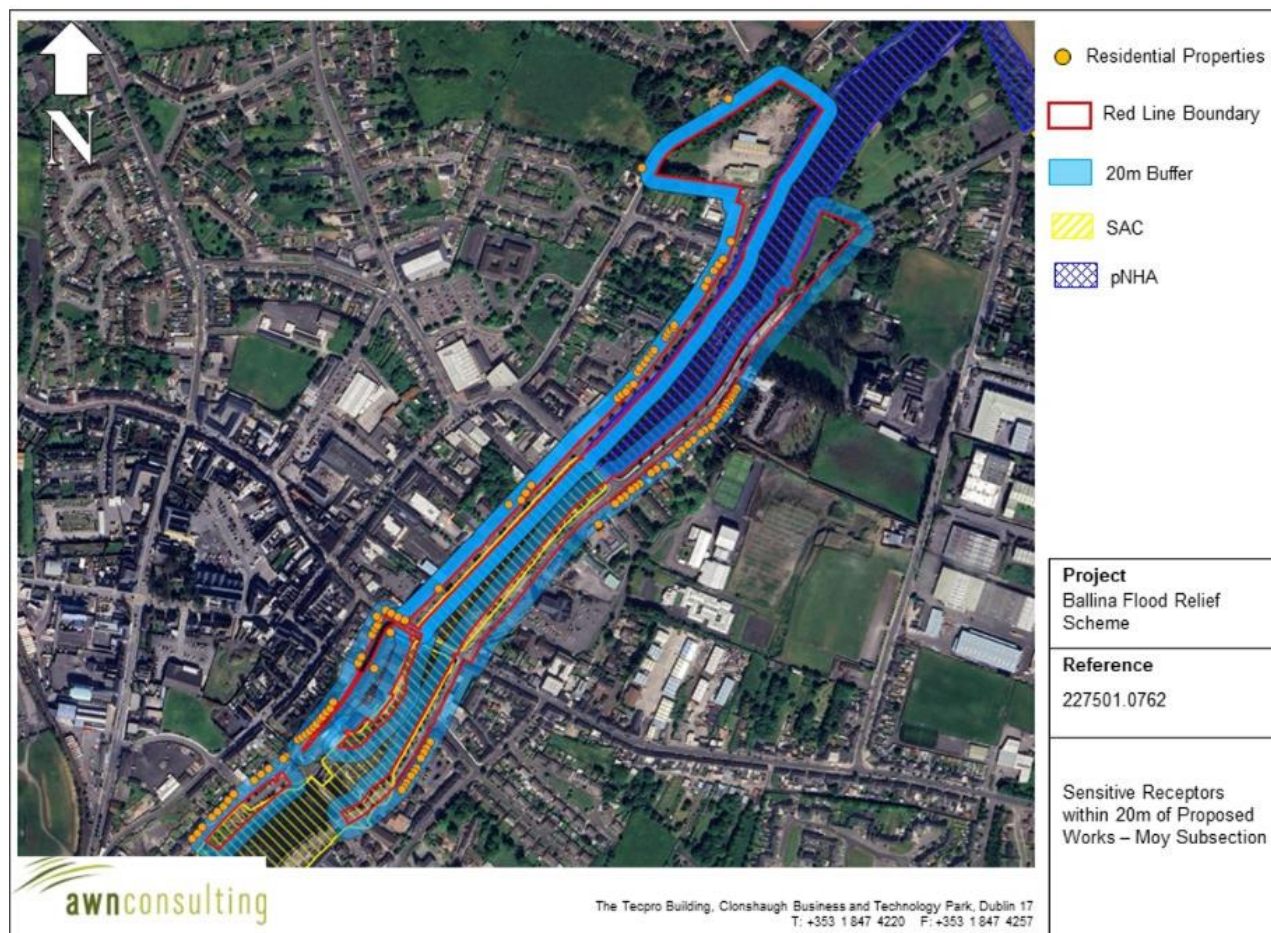 N
Residential Properties
Red Line Boundary
20m Buffer
SAC
pNHA
Project
Ballina Flood Relief
Scheme
Reference
227501.0762
Sensitive Receptors
within 20m of Proposed
Works – Moy Subsection
awnconsulting
The Tecpro Building, Clonshaugh Business and Technology Park, Dublin 17
T: +353 1 847 4220 F: +353 1 847 4257